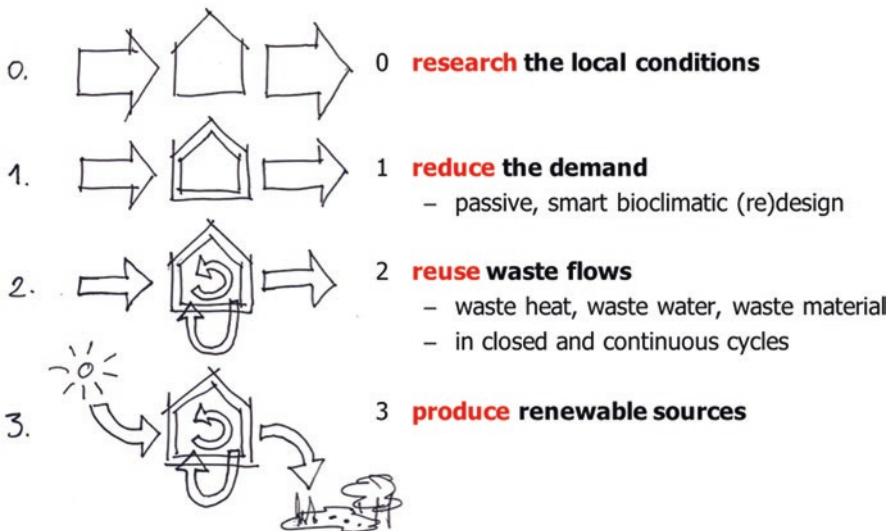 0. 0 research the local conditions
1. 1 reduce the demand
– passive, smart bioclimatic (re)design
2. 2 reuse waste flows
– waste heat, waste water, waste material
– in closed and continuous cycles
3. 3 produce renewable sources